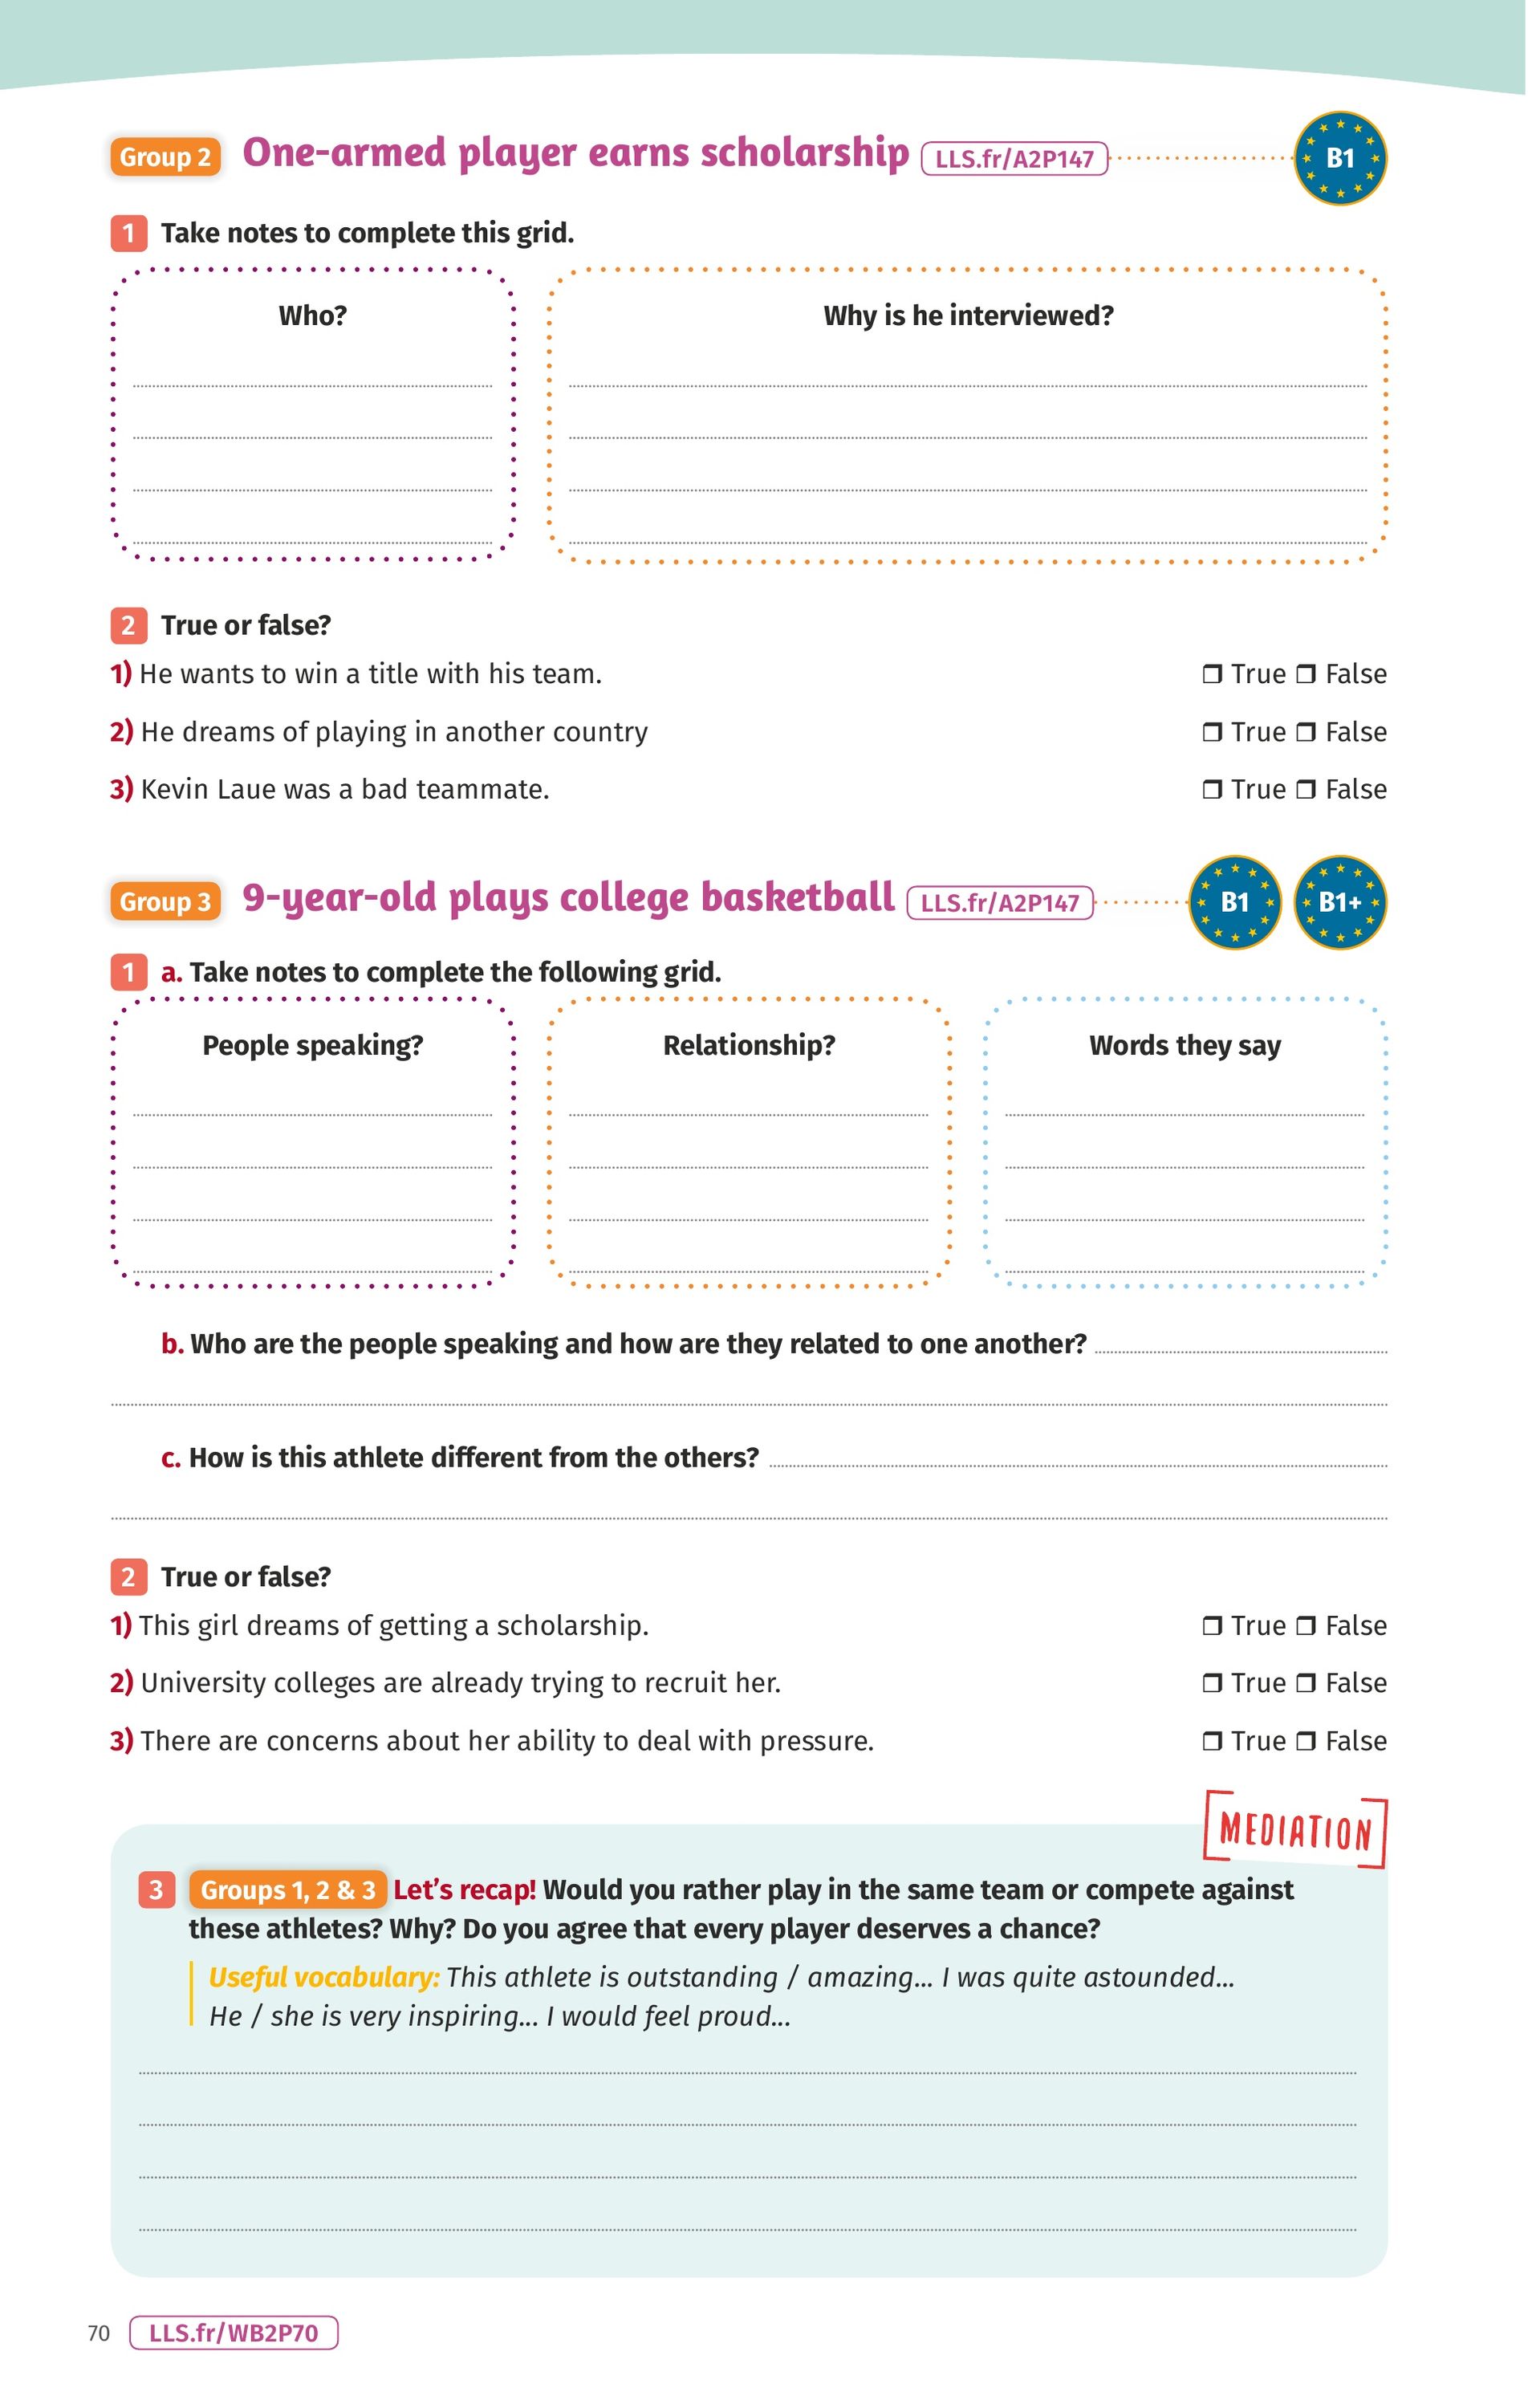 Group 2 One-armed player earns scholarship LLS.fr/A2P147 B1
1 Take notes to complete this grid.
Who? Why is he interviewed?
2 True or false?
1) He wants to win a title with his team. ❒ True ❒ False
2) He dreams of playing in another country ❒ True ❒ False
3) Kevin Laue was a bad teammate. ❒ True ❒ False
Group 3 9-year-old plays college basketball LLS.fr/A2P147 B1 B1+
1 a. Take notes to complete the following grid.
People speaking? Relationship? Words they say
b. Who are the people speaking and how are they related to one another?
c. How is this athlete different from the others?
2 True or false?
1) This girl dreams of getting a scholarship. ❒ True ❒ False
2) University colleges are already trying to recruit her. ❒ True ❒ False
3) There are concerns about her ability to deal with pressure. ❒ True ❒ False
MEDIATION
3 Groups 1, 2 & 3 Let's recap! Would you rather play in the same team or compete against
these athletes? Why? Do you agree that every player deserves a chance?
Useful vocabulary: This athlete is outstanding / amazing... I was quite astounded...
He / she is very inspiring... I would feel proud...
70 LLS.fr/WB2P70